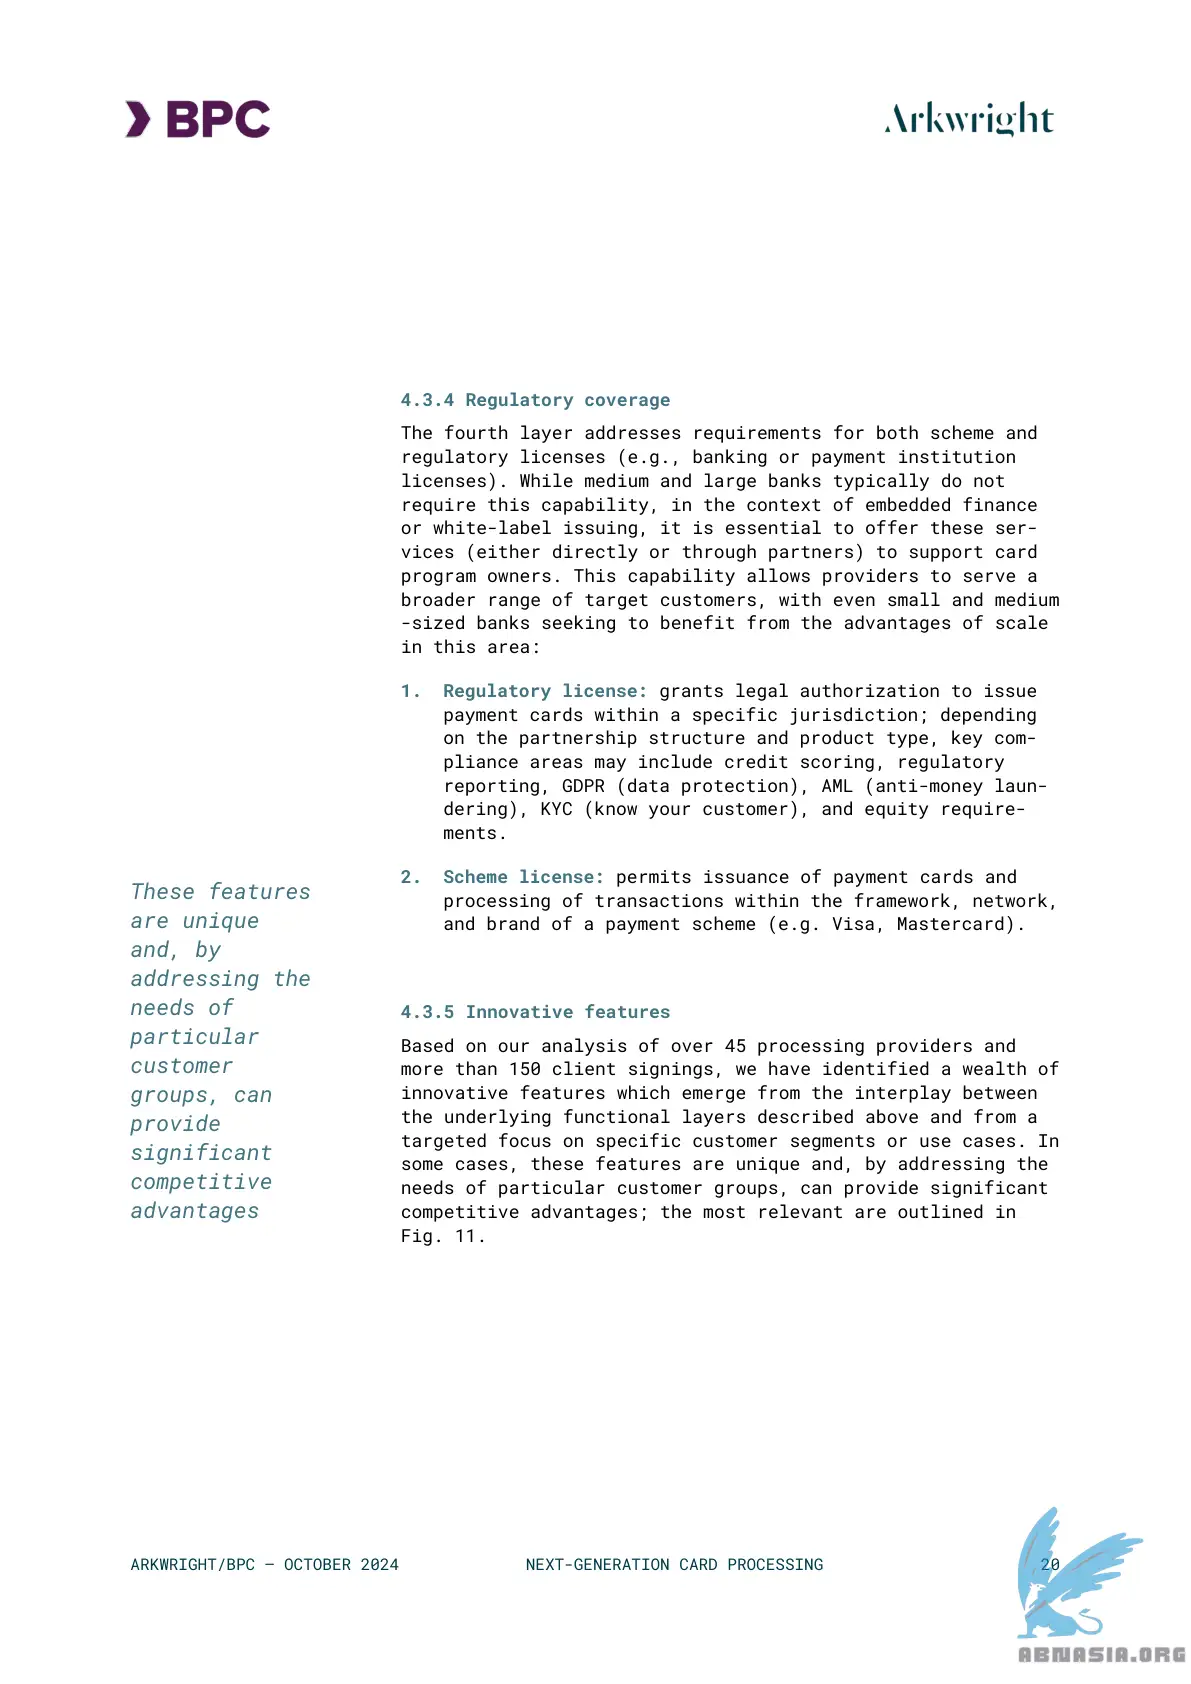 BPC
Arkwright
4.3.4 Regulatory coverage
The fourth layer addresses requirements for both scheme and
regulatory licenses (e.g., banking or payment institution
licenses). While medium and large banks typically do not
require this capability, in the context of embedded finance
or white-label issuing, it is essential to offer these ser-
vices (either directly or through partners) to support card
program owners. This capability allows providers to serve a
broader range of target customers, with even small and medium
-sized banks seeking to benefit from the advantages of scale
in this area:
1. Regulatory license: grants legal authorization to issue
payment cards within a specific jurisdiction; depending
on the partnership structure and product type, key com-
pliance areas may include credit scoring, regulatory
reporting, GDPR (data protection), AML (anti-money laun-
dering), KYC (know your customer), and equity require-
ments.
2. Scheme license: permits issuance of payment cards and
processing of transactions within the framework, network,
and brand of a payment scheme (e.g. Visa, Mastercard).
These features
are unique
and, by
addressing the
needs of
particular
customer
groups, can
provide
significant
competitive
advantages
4.3.5 Innovative features
Based on our analysis of over 45 processing providers and
more than 150 client signings, we have identified a wealth of
innovative features which emerge from the interplay between
the underlying functional layers described above and from a
targeted focus on specific customer segments or use cases. In
some cases, these features are unique and, by addressing the
needs of particular customer groups, can provide significant
competitive advantages; the most relevant are outlined in
Fig. 11.
ARKWRIGHT/BPC – OCTOBER 2024 NEXT-GENERATION CARD PROCESSING 20
ABNASIA.ORG